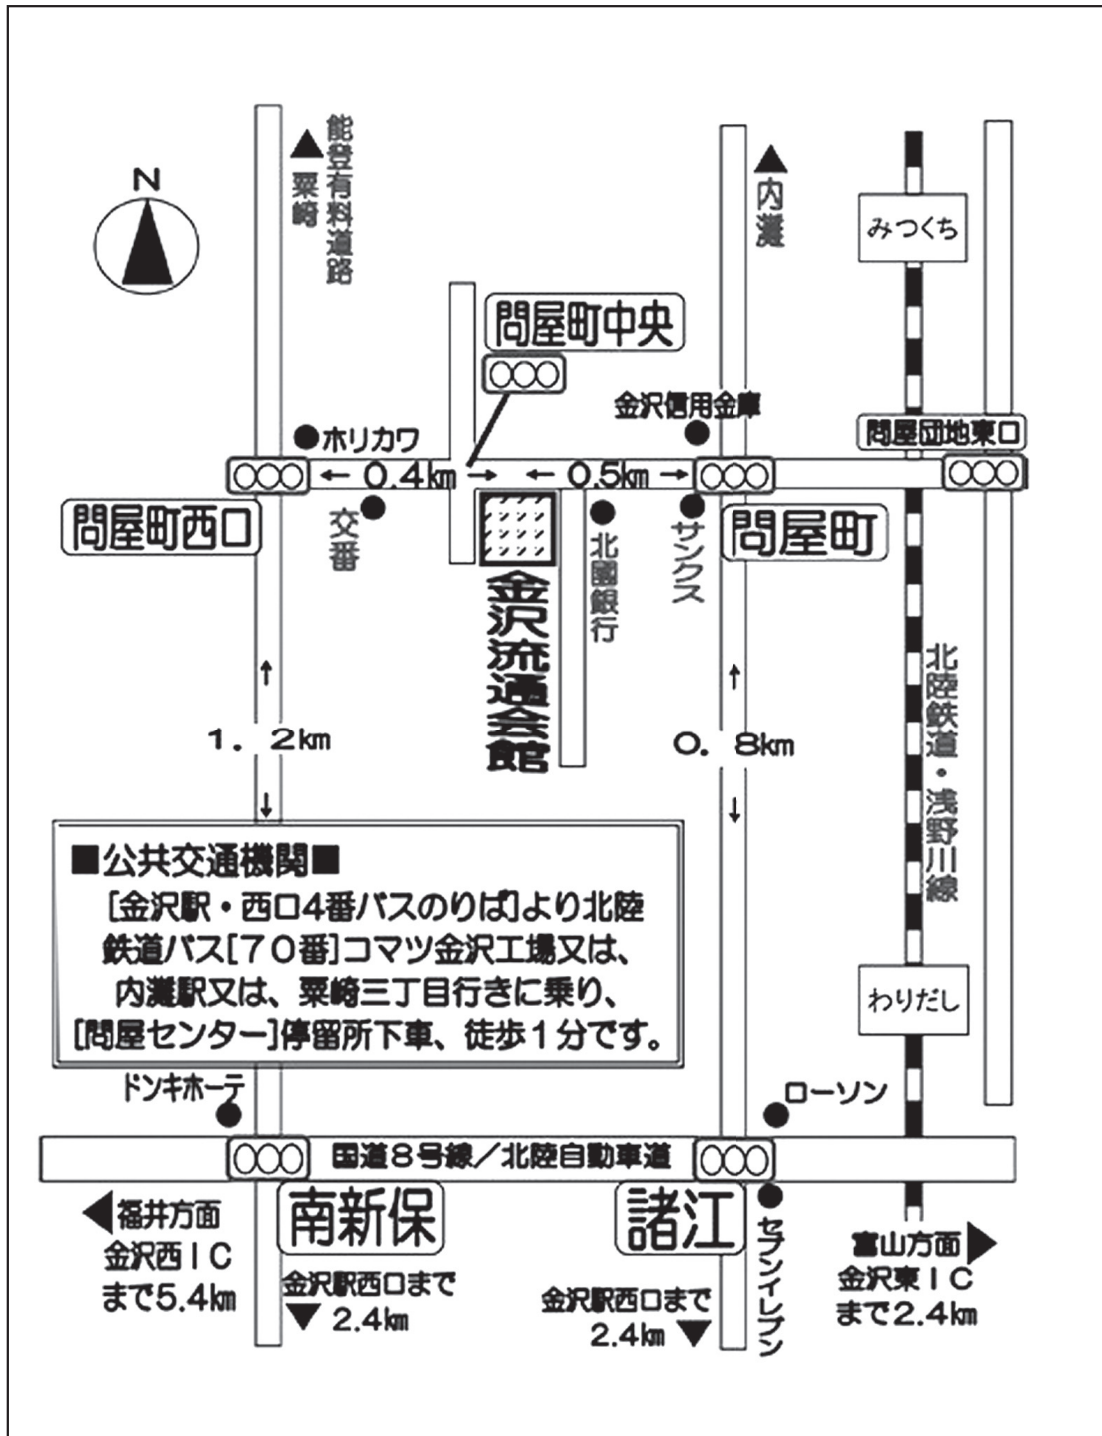 能登有料道路
粟崎
N
内灘
みつくち
問屋町中央
金沢信用金庫
問屋団地東口
ホリカワ
0.4km
0.5km
問屋町西口
交番
北國銀行
サンクス
問屋町
金沢流通会館
北陸鉄道・浅野川線
1.2km
0.8km
■公共交通機関■
[金沢駅・西口4番バスのりば]より北陸
鉄道バス[70番]コマツ金沢工場又は、
内灘駅又は、粟崎三丁目行きに乗り、
[問屋センター]停留所下車、徒歩1分です。
わりだし
ドンキホーテ
ローソン
国道8号線/北陸自動車道
南新保
諸江
セブンイレブン
福井方面
金沢西IC
まで5.4km
金沢駅西口まで
2.4km
金沢駅西口まで
2.4km
富山方面
金沢東IC
まで2.4km